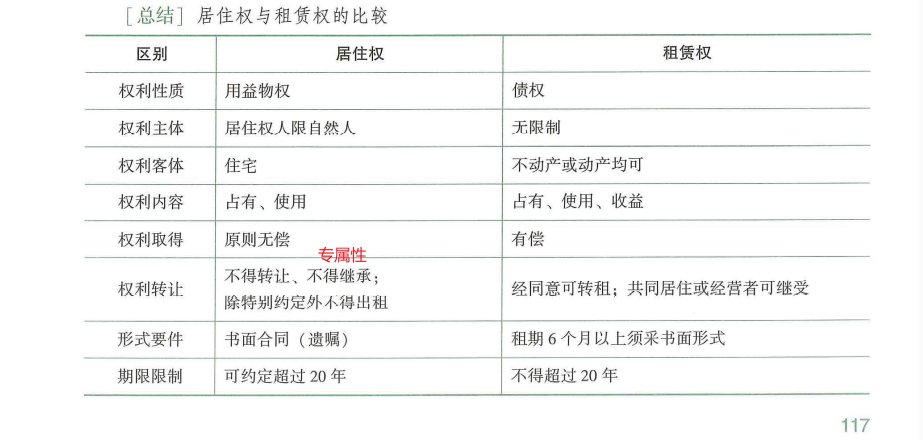 [总结] 居住权与租赁权的比较
区别 居住权 租赁权
权利性质 用益物权 债权
权利主体 居住权人限自然人 无限制
权利客体 住宅 不动产或动产均可
权利内容 占有、使用 占有、使用、收益
权利取得 原则无偿 有偿
专属性
权利转让 不得转让、不得继承；
除特别约定外不得出租 经同意可转租；共同居住或经营者可继受
形式要件 书面合同（遗嘱） 租期 6 个月以上须采书面形式
期限限制 可约定超过 20 年 不得超过 20 年
117